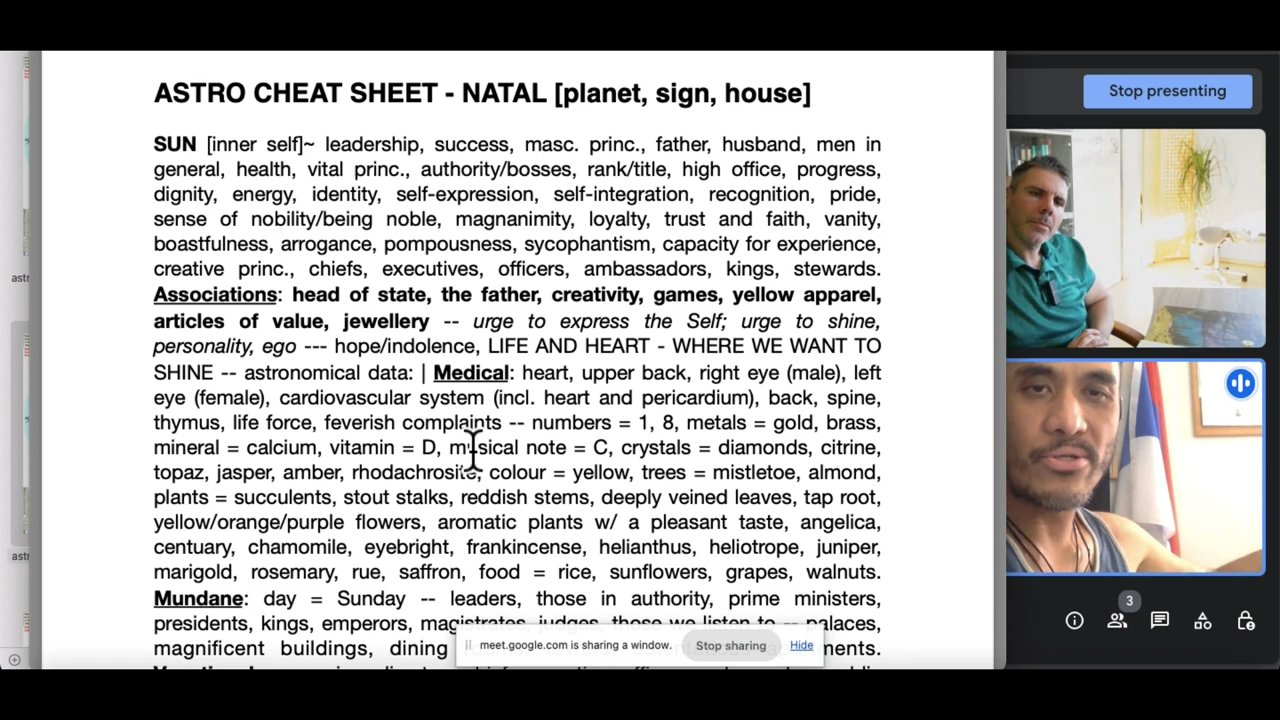 ASTRO CHEAT SHEET - NATAL [planet, sign, house]
SUN [inner self]~ leadership, success, masc. princ., father, husband, men in
general, health, vital princ., authority/bosses, rank/title, high office, progress,
dignity, energy, identity, self-expression, self-integration, recognition, pride,
sense of nobility/being noble, magnanimity, loyalty, trust and faith, vanity,
boastfulness, arrogance, pompousness, sycophantism, capacity for experience,
creative princ., chiefs, executives, officers, ambassadors, kings, stewards.
Associations: head of state, the father, creativity, games, yellow apparel,
articles of value, jewellery -- urge to express the Self; urge to shine,
personality, ego --- hope/indolence, LIFE AND HEART - WHERE WE WANT TO
SHINE -- astronomical data: | Medical: heart, upper back, right eye (male), left
eye (female), cardiovascular system (incl. heart and pericardium), back, spine,
thymus, life force, feverish complaints -- numbers = 1, 8, metals = gold, brass,
mineral = calcium, vitamin = D, musical note = C, crystals = diamonds, citrine,
topaz, jasper, amber, rhodachrosite, colour = yellow, trees = mistletoe, almond,
plants = succulents, stout stalks, reddish stems, deeply veined leaves, tap root,
yellow/orange/purple flowers, aromatic plants w/ a pleasant taste, angelica,
centuary, chamomile, eyebright, frankincense, helianthus, heliotrope, juniper,
marigold, rosemary, rue, saffron, food = rice, sunflowers, grapes, walnuts.
Mundane: day = Sunday -- leaders, those in authority, prime ministers,
presidents, kings, emperors, magistrates, judges, those we listen to -- palaces,
magnificent buildings, dining
meet.google.com is sharing a window. Stop sharing Hide
Stop presenting
3
astr
ast